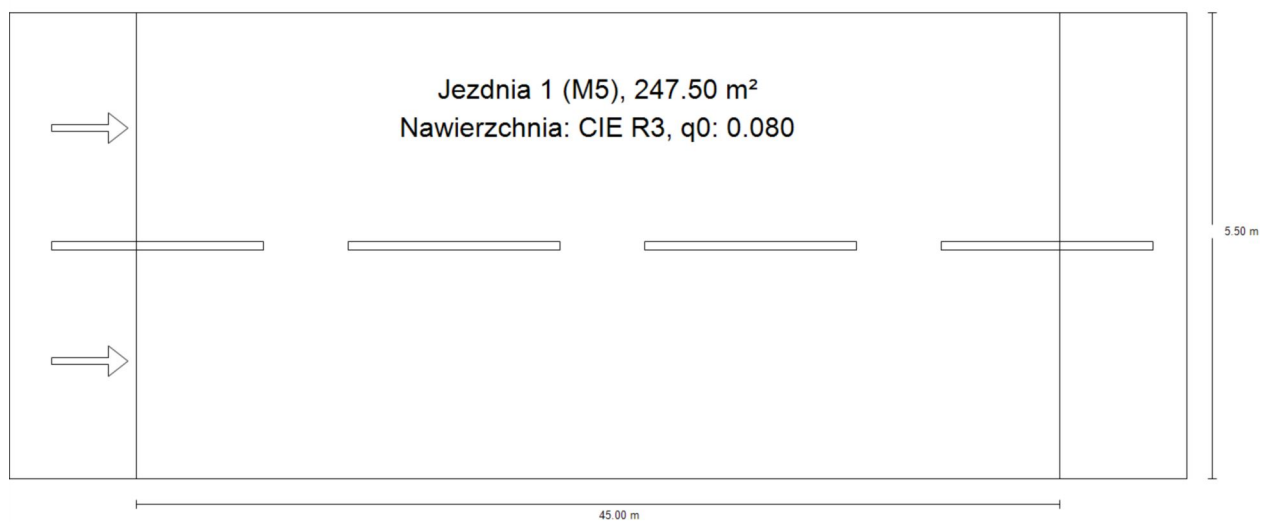 Jezdnia 1 (M5), 247.50 m²
Nawierzchnia: CIE R3, q0: 0.080
5.50 m
45.00 m